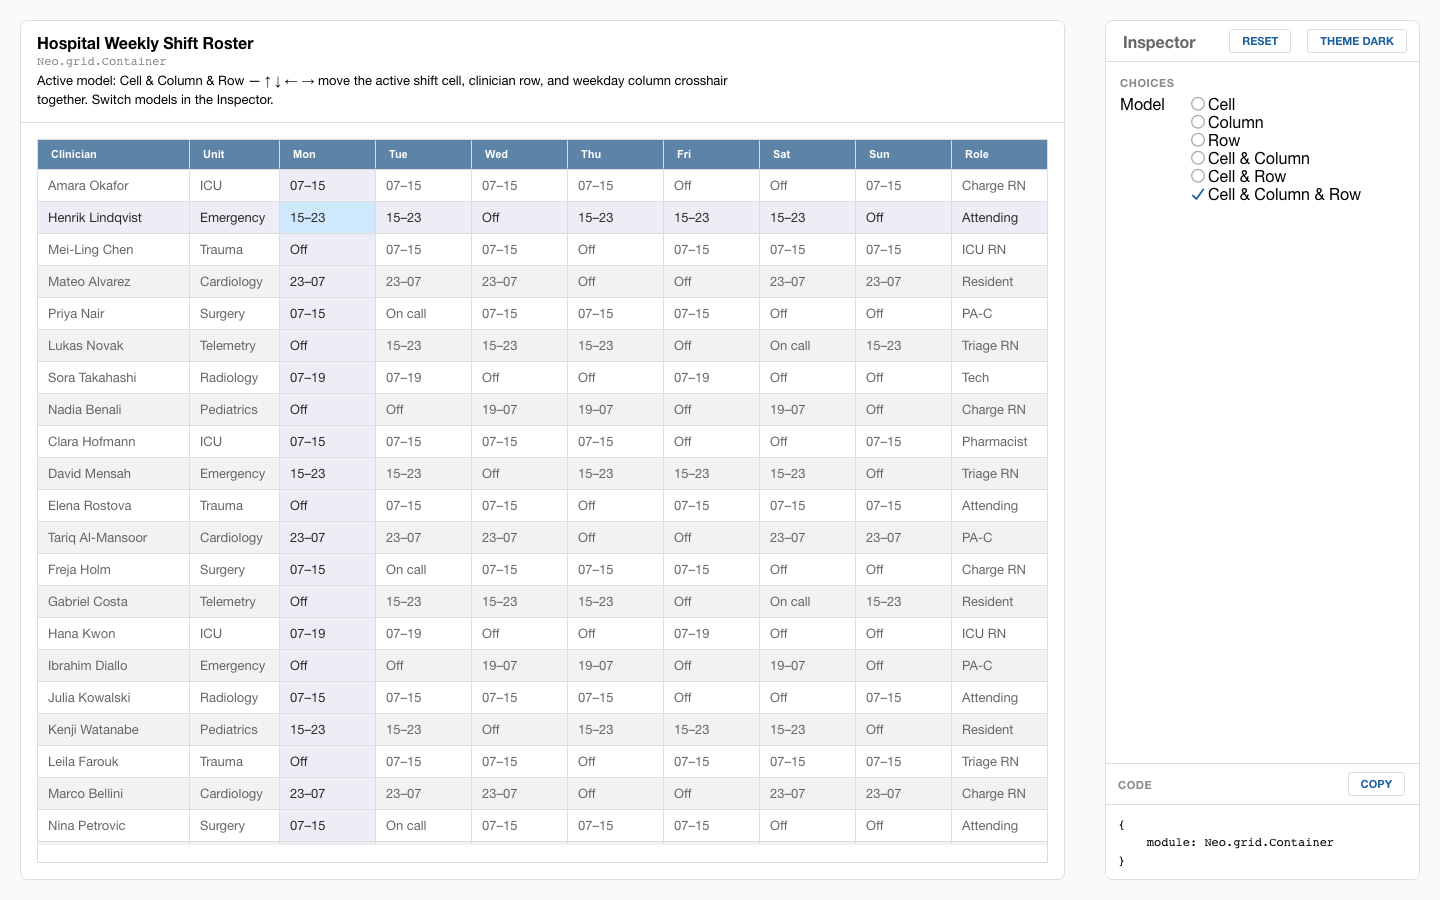 Hospital Weekly Shift Roster
Neo.grid.Container
Active model: Cell & Column & Row — ↑ ↓ ← → move the active shift cell, clinician row, and weekday column crosshair
together. Switch models in the Inspector.
Clinician Unit Mon Tue Wed Thu Fri Sat Sun Role
Amara Okafor ICU 07–15 07–15 07–15 07–15 Off Off 07–15 Charge RN
Henrik Lindqvist Emergency 15–23 15–23 Off 15–23 15–23 15–23 Off Attending
Mei-Ling Chen Trauma Off 07–15 07–15 Off 07–15 07–15 07–15 ICU RN
Mateo Alvarez Cardiology 23–07 23–07 23–07 Off Off 23–07 23–07 Resident
Priya Nair Surgery 07–15 On call 07–15 07–15 07–15 Off Off PA-C
Lukas Novak Telemetry Off 15–23 15–23 15–23 Off On call 15–23 Triage RN
Sora Takahashi Radiology 07–19 07–19 Off Off 07–19 Off Off Tech
Nadia Benali Pediatrics Off Off 19–07 19–07 Off 19–07 Off Charge RN
Clara Hofmann ICU 07–15 07–15 07–15 07–15 Off Off 07–15 Pharmacist
David Mensah Emergency 15–23 15–23 Off 15–23 15–23 15–23 Off Triage RN
Elena Rostova Trauma Off 07–15 07–15 Off 07–15 07–15 07–15 Attending
Tariq Al-Mansoor Cardiology 23–07 23–07 23–07 Off Off 23–07 23–07 PA-C
Freja Holm Surgery 07–15 On call 07–15 07–15 07–15 Off Off Charge RN
Gabriel Costa Telemetry Off 15–23 15–23 15–23 Off On call 15–23 Resident
Hana Kwon ICU 07–19 07–19 Off Off 07–19 Off Off ICU RN
Ibrahim Diallo Emergency Off Off 19–07 19–07 Off 19–07 Off PA-C
Julia Kowalski Radiology 07–15 07–15 07–15 07–15 Off Off 07–15 Attending
Kenji Watanabe Pediatrics 15–23 15–23 Off 15–23 15–23 15–23 Off Resident
Leila Farouk Trauma Off 07–15 07–15 Off 07–15 07–15 07–15 Triage RN
Marco Bellini Cardiology 23–07 23–07 23–07 Off Off 23–07 23–07 Charge RN
Nina Petrovic Surgery 07–15 On call 07–15 07–15 07–15 Off Off Attending
Inspector RESET THEME DARK
CHOICES
Model
Cell
Column
Row
Cell & Column
Cell & Row
Cell & Column & Row
CODE COPY
{
module: Neo.grid.Container
}